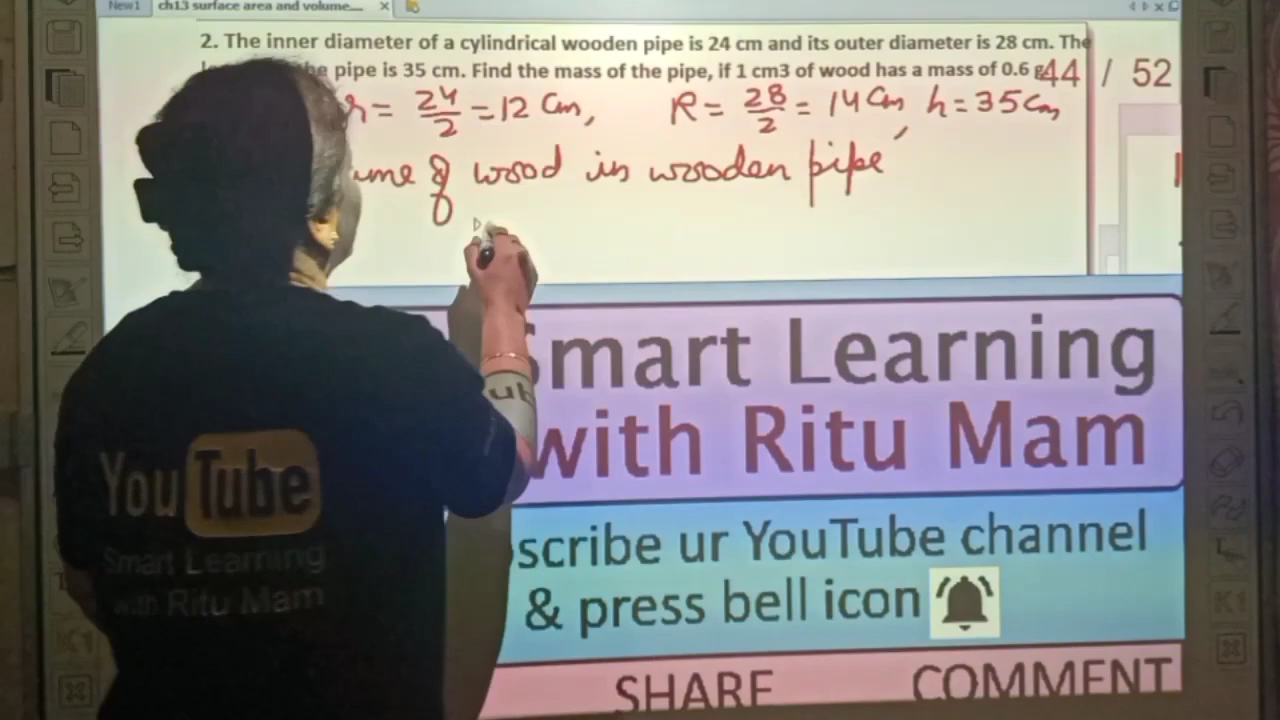 New1 ch13 surface area and volume....
2. The inner diameter of a cylindrical wooden pipe is 24 cm and its outer diameter is 28 cm. The
pipe is 35 cm. Find the mass of the pipe, if 1 cm3 of wood has a mass of 0.6 g
44 / 52
r = 24/2 = 12 Cm, R = 28/2 = 14 Cm, h = 35 Cm
ume of wood in wooden pipe
Smart Learning
with Ritu Mam
scribe ur YouTube channel
& press bell icon
SHARE COMMENT
YouTube
Smart Learning
with Ritu Mam
K1
K1